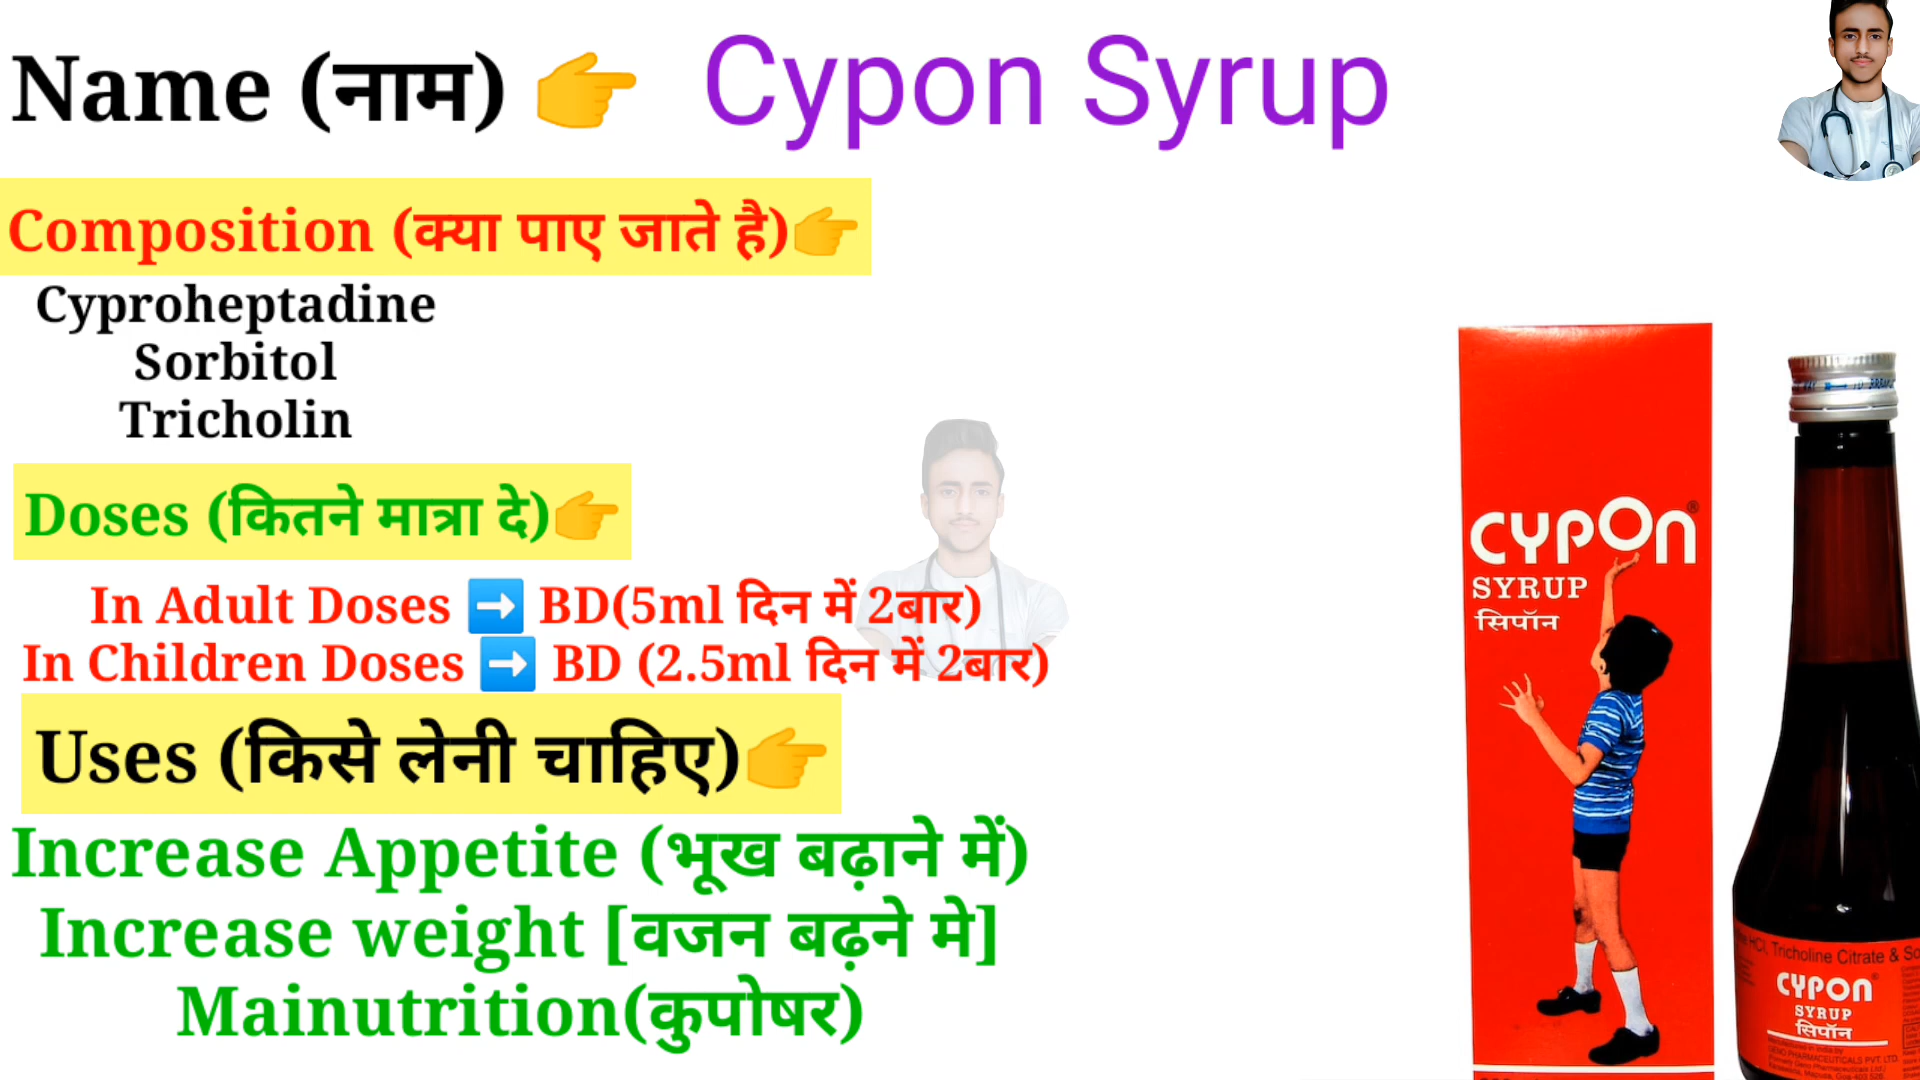 Name (नाम) 👉 Cypon Syrup
Composition (क्या पाए जाते है)👉
Cyproheptadine
Sorbitol
Tricholin
Doses (कितने मात्रा दे)👉
In Adult Doses ➡️ BD(5ml दिन में 2बार)
In Children Doses ➡️ BD (2.5ml दिन में 2बार)
Uses (किसे लेनी चाहिए)👉
Increase Appetite (भूख बढ़ाने में)
Increase weight [वजन बढ़ने मे]
Mainutrition(कुपोषर)
CYPON®
SYRUP
सिपॉन
HCl, Tricholine Citrate & So
CYPON®
SYRUP
सिपॉन